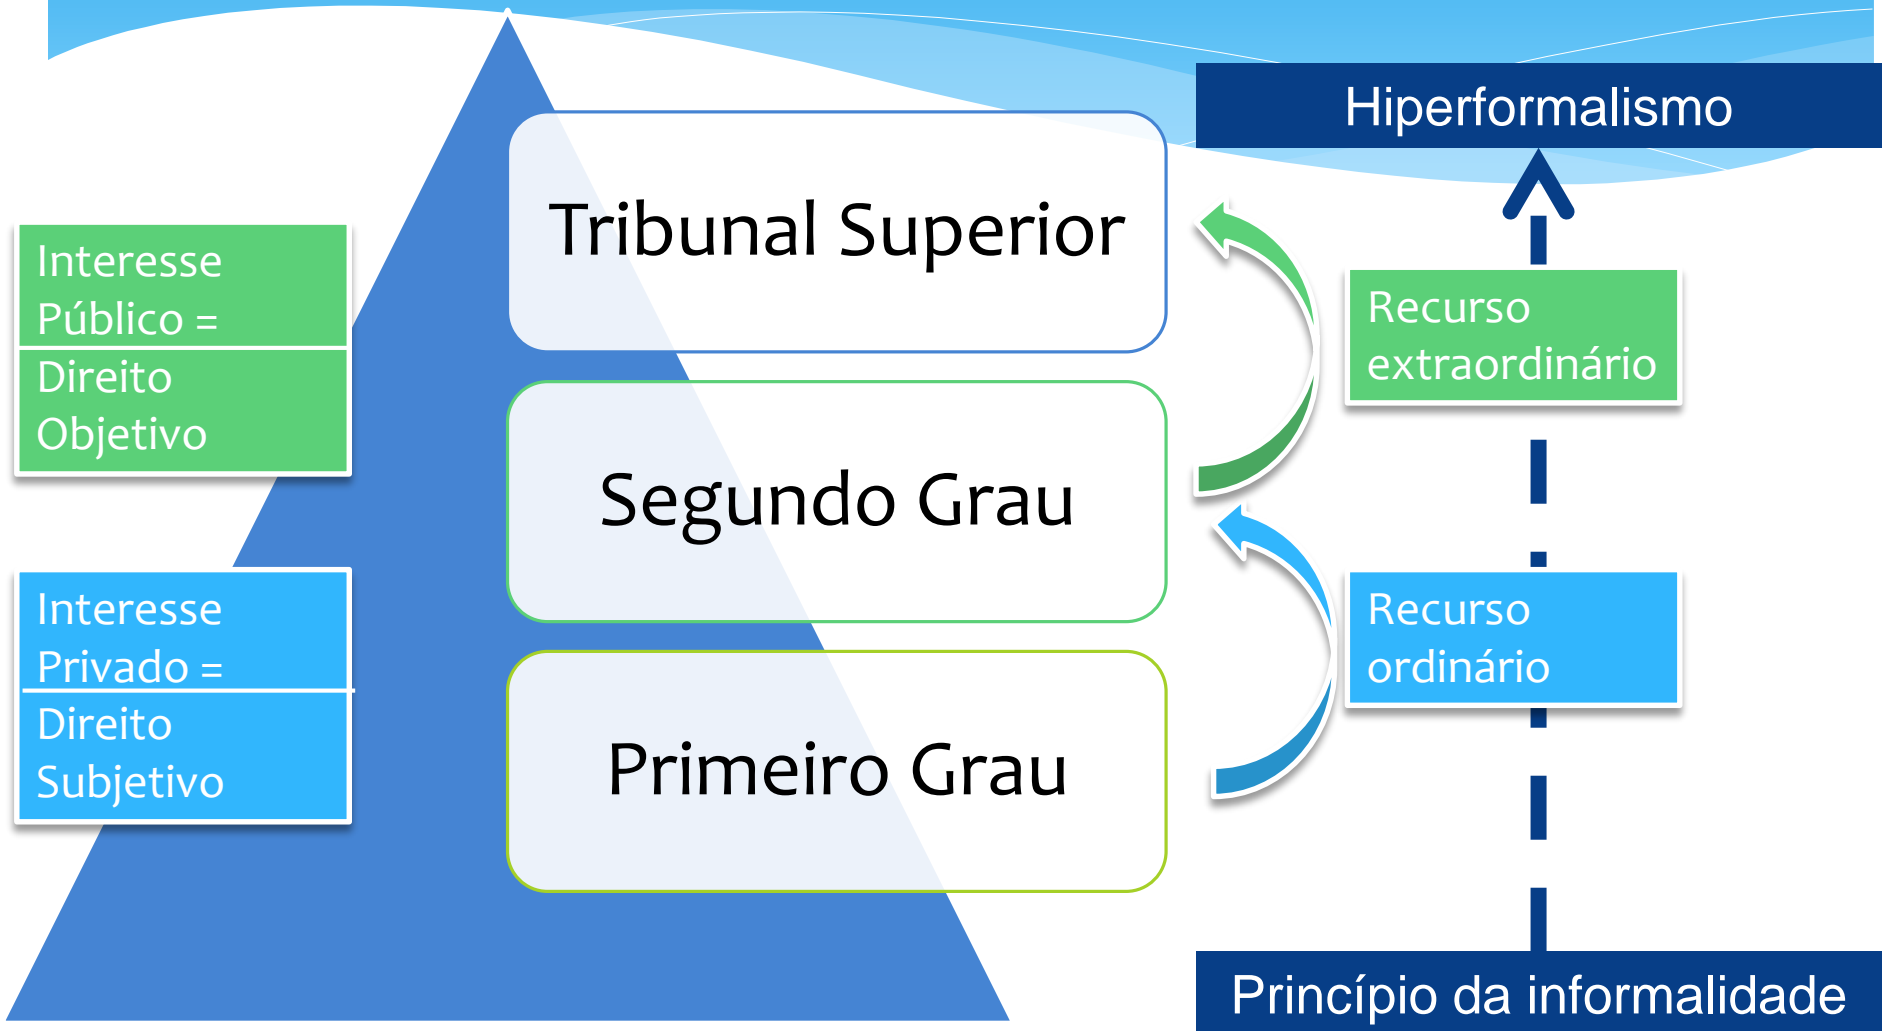 Hiperformalismo
Tribunal Superior
Interesse
Público =
Direito
Objetivo
Recurso
extraordinário
Segundo Grau
Interesse
Privado =
Direito
Subjetivo
Recurso
ordinário
Primeiro Grau
Princípio da informalidade